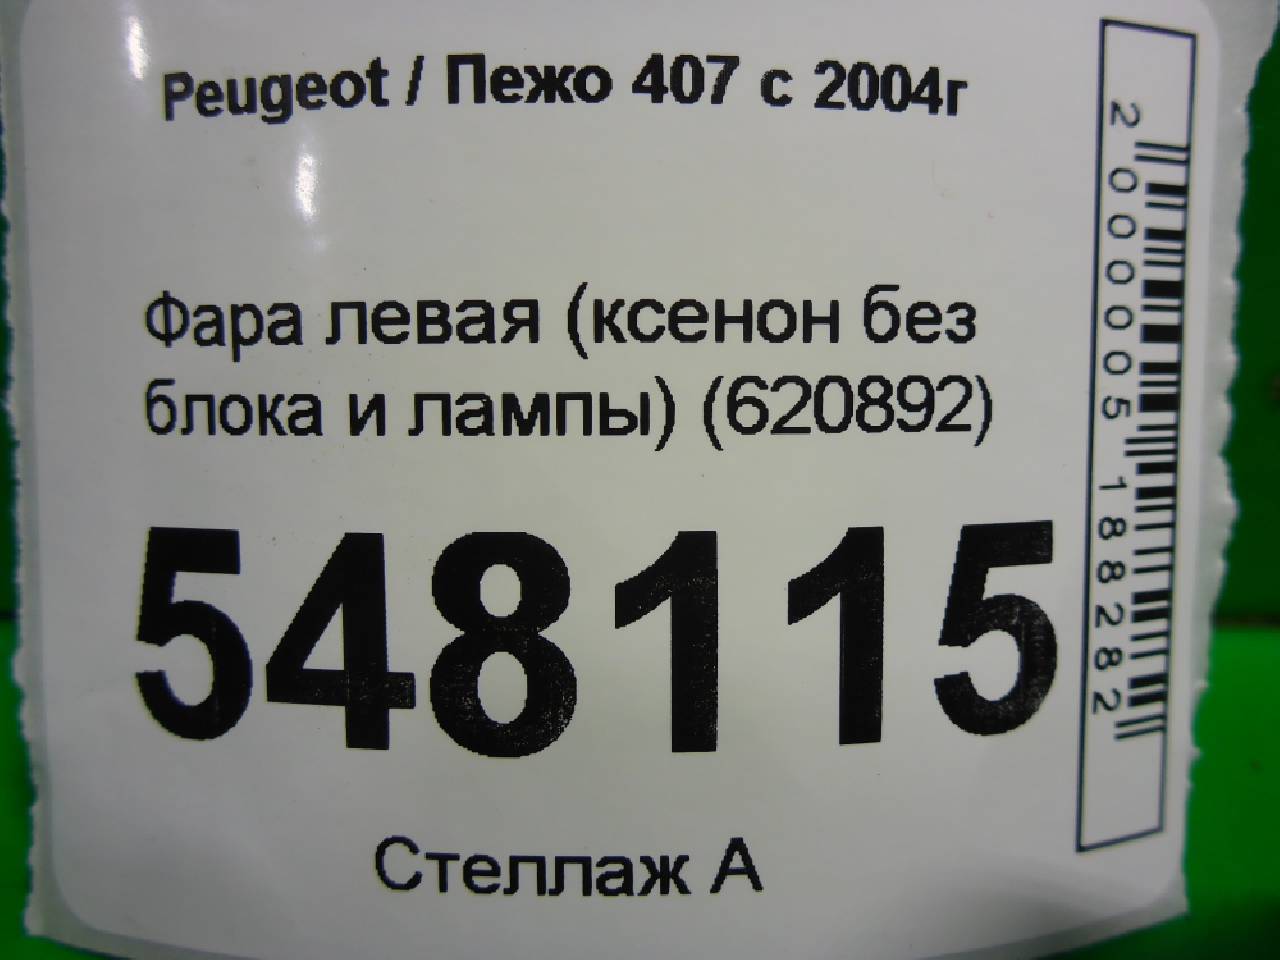 Peugeot / Пежо 407 с 2004г
Фара левая (ксенон без
блока и лампы) (620892)
548115
Стеллаж А
2000005188282